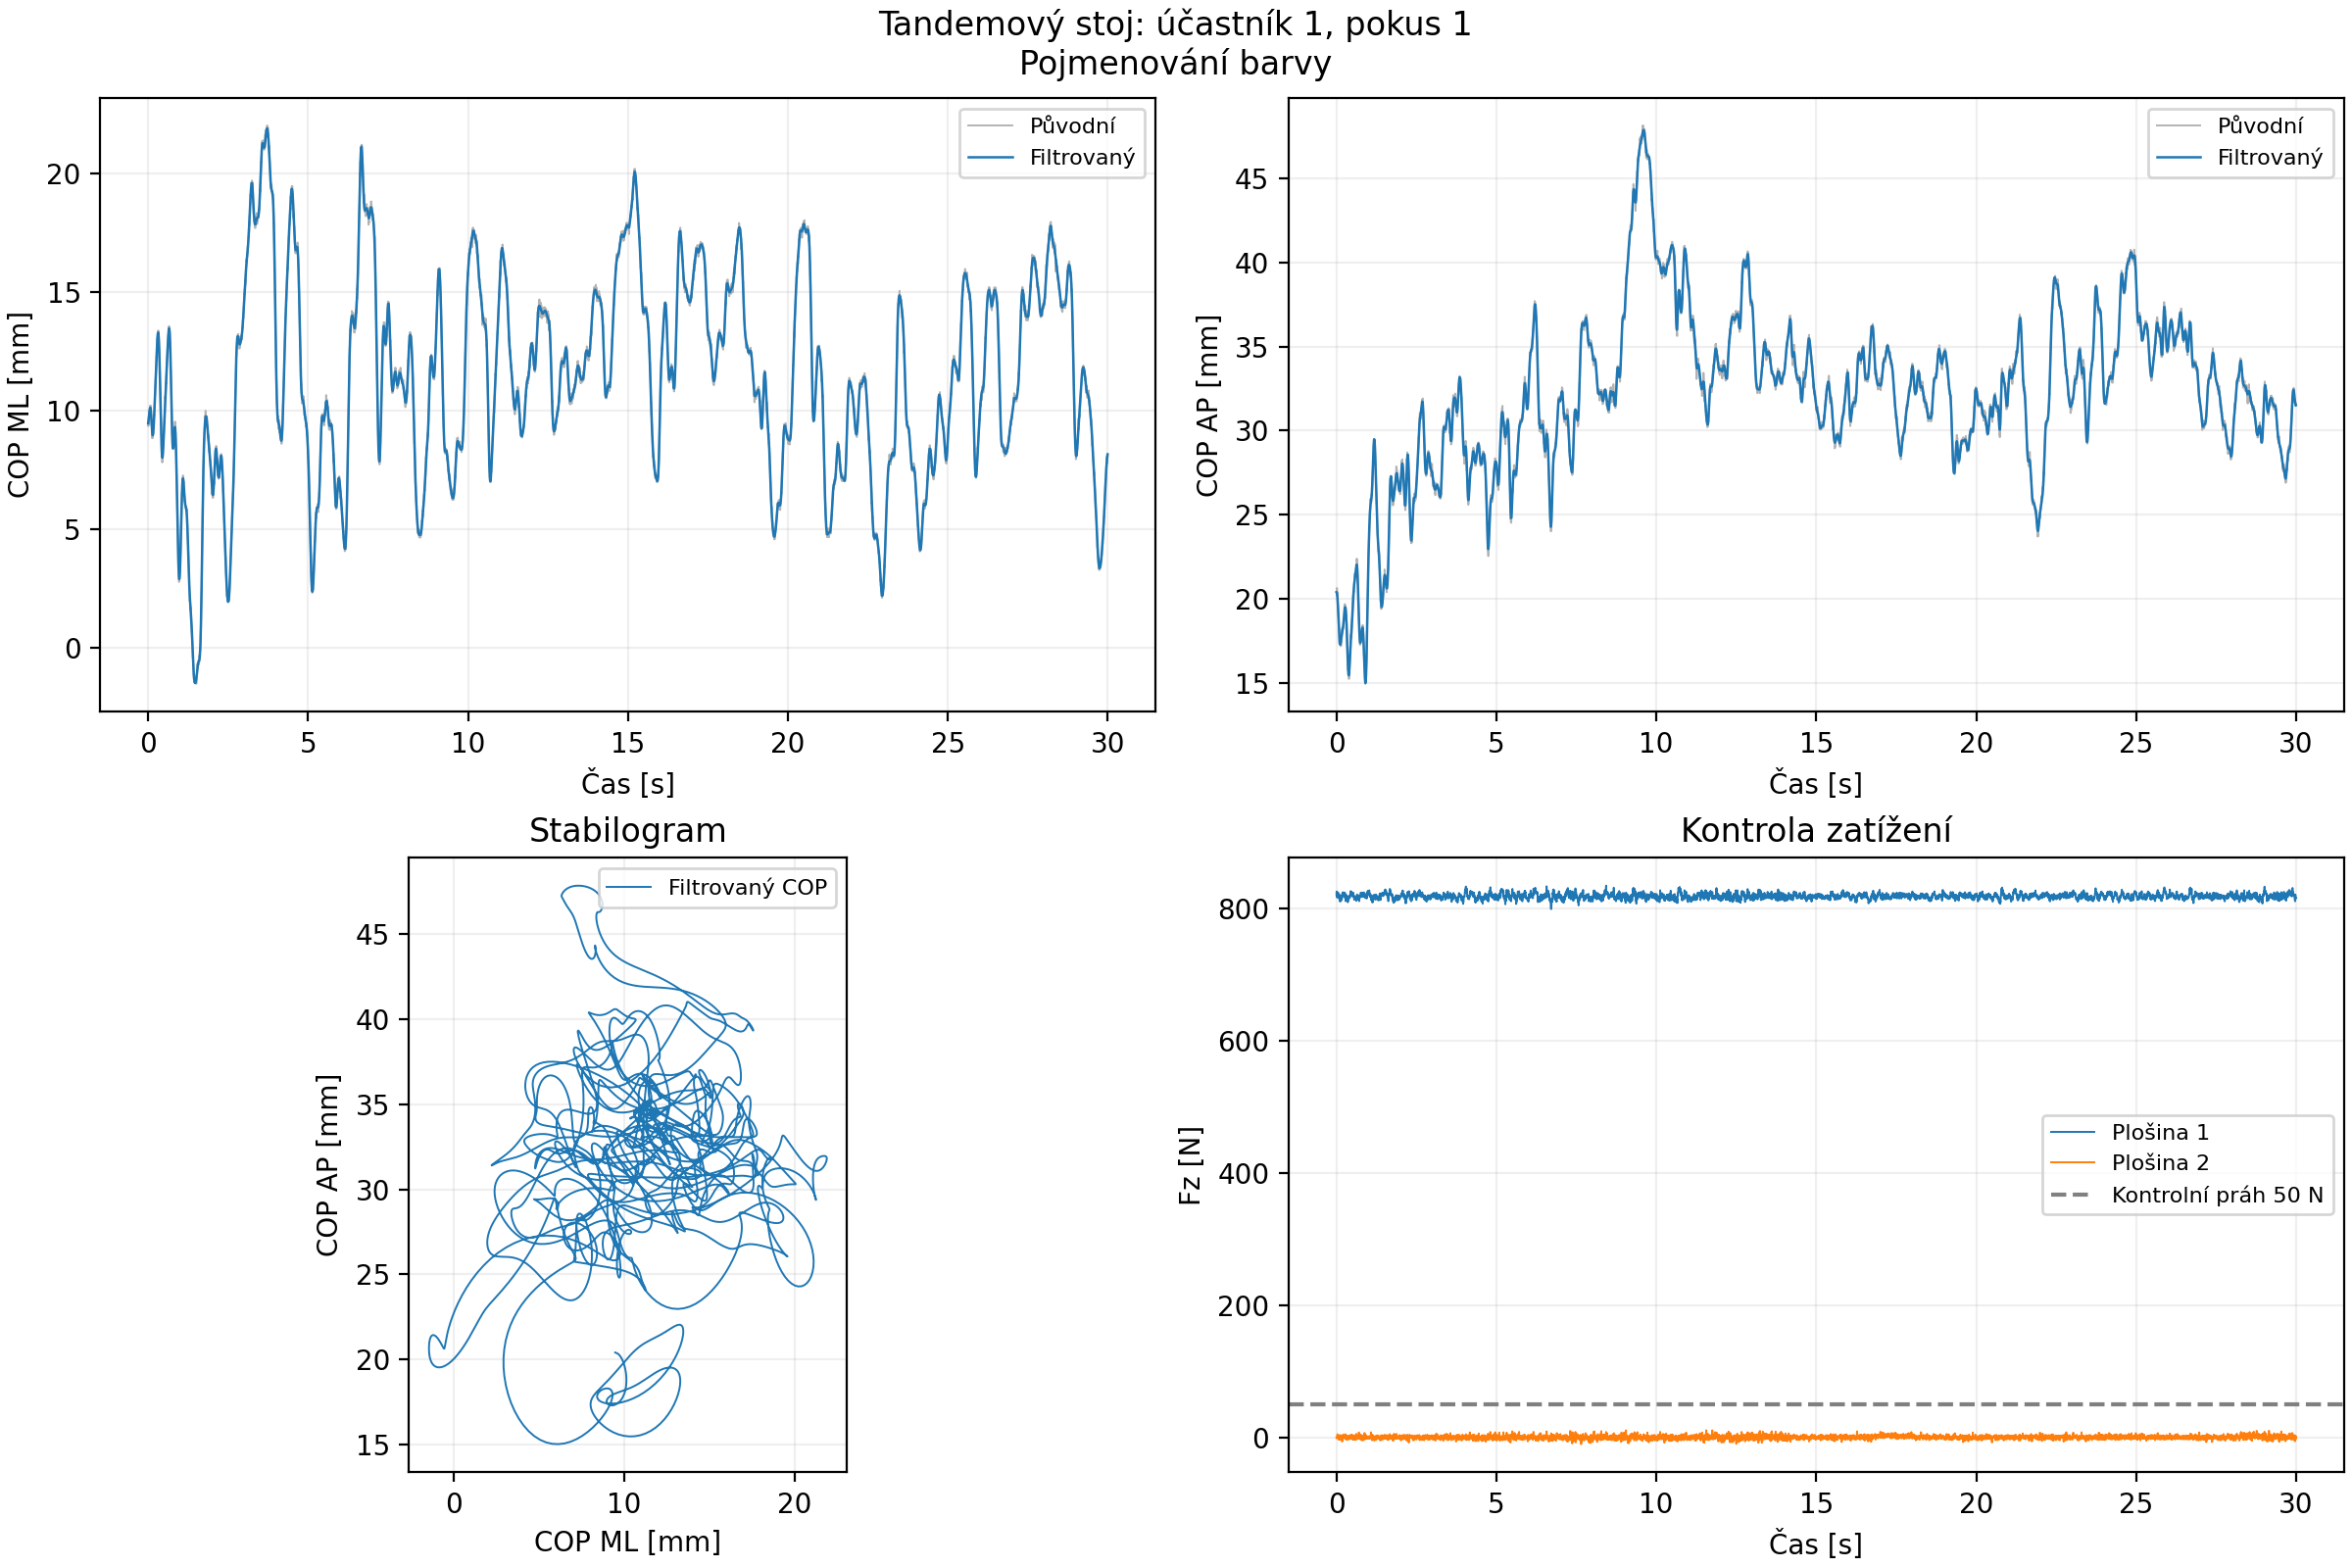 Tandemový stoj: účastník 1, pokus 1
Pojmenování barvy
COP ML [mm]
20
15
10
5
0
Původní
Filtrovaný
0 5 10 15 20 25 30
Čas [s]
COP AP [mm]
45
40
35
30
25
20
15
Původní
Filtrovaný
0 5 10 15 20 25 30
Čas [s]
Stabilogram
COP AP [mm]
45
40
35
30
25
20
15
Filtrovaný COP
0 10 20
COP ML [mm]
Kontrola zatížení
Fz [N]
800
600
400
200
0
Plošina 1
Plošina 2
Kontrolní práh 50 N
0 5 10 15 20 25 30
Čas [s]